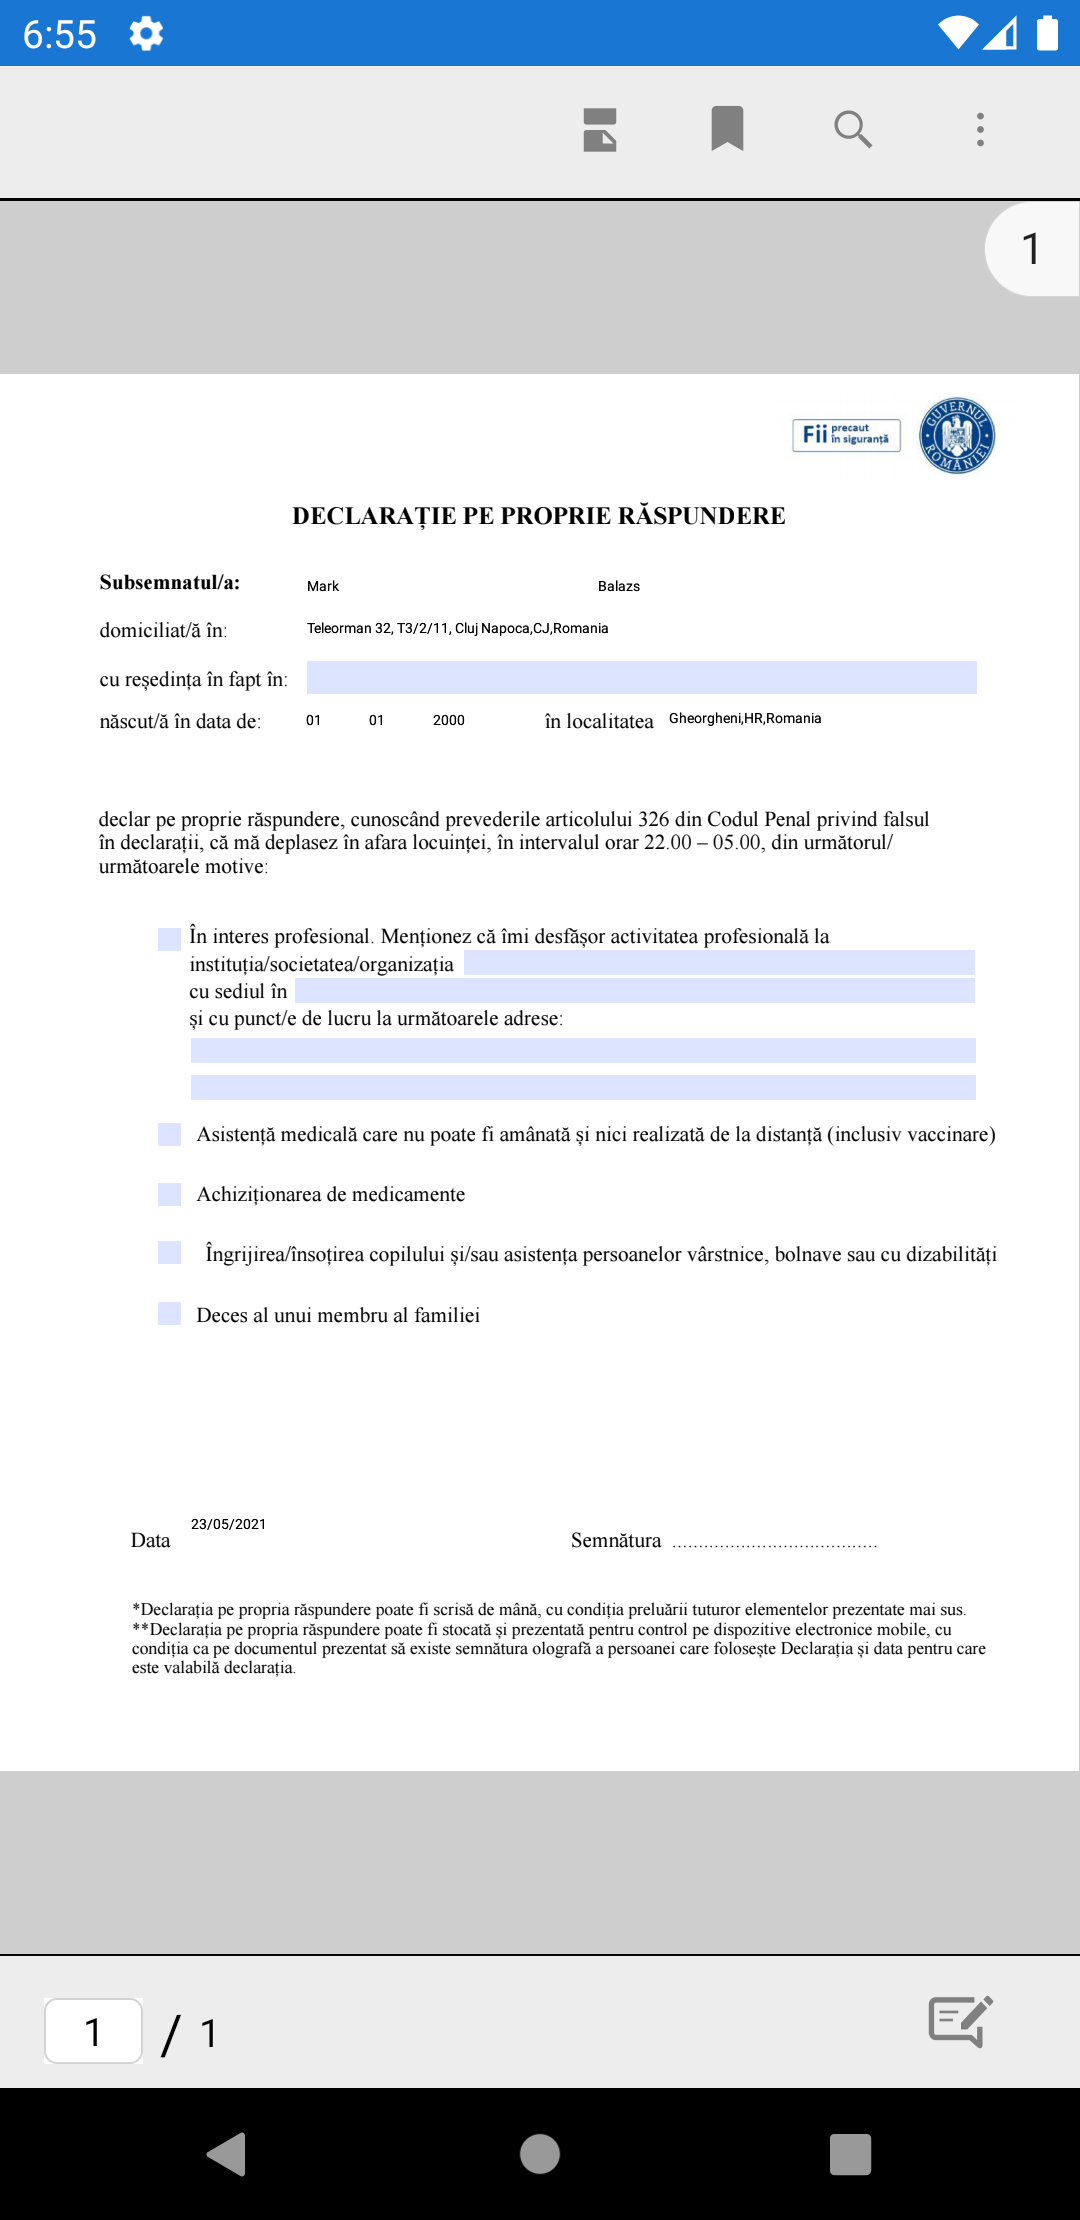 6:55
1
Fii precaut în siguranță
GUVERNUL ROMÂNIEI
DECLARAȚIE PE PROPRIE RĂSPUNDERE
Subsemnatul/a: Mark Balazs
domiciliat/ă în: Teleorman 32, T3/2/11, Cluj Napoca,CJ,Romania
cu reședința în fapt în:
născut/ă în data de: 01 01 2000 în localitatea Gheorgheni,HR,Romania
declar pe proprie răspundere, cunoscând prevederile articolului 326 din Codul Penal privind falsul
în declarații, că mă deplasez în afara locuinței, în intervalul orar 22.00 – 05.00, din următorul/
următoarele motive:
În interes profesional. Menționez că îmi desfășor activitatea profesională la
instituția/societatea/organizația
cu sediul în
și cu punct/e de lucru la următoarele adrese:
Asistență medicală care nu poate fi amânată și nici realizată de la distanță (inclusiv vaccinare)
Achiziționarea de medicamente
Îngrijirea/însoțirea copilului și/sau asistența persoanelor vârstnice, bolnave sau cu dizabilități
Deces al unui membru al familiei
Data 23/05/2021 Semnătura .......................................
*Declarația pe propria răspundere poate fi scrisă de mână, cu condiția preluării tuturor elementelor prezentate mai sus.
**Declarația pe propria răspundere poate fi stocată și prezentată pentru control pe dispozitive electronice mobile, cu
condiția ca pe documentul prezentat să existe semnătura olografă a persoanei care folosește Declarația și data pentru care
este valabilă declarația.
1 / 1